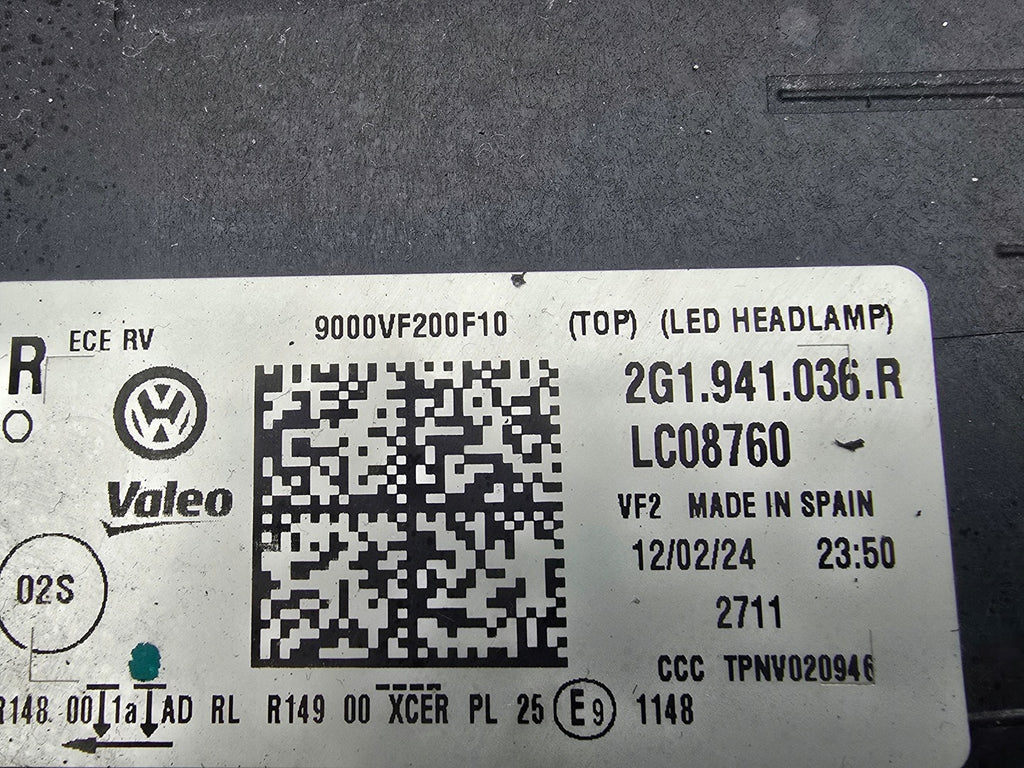 R ECE RV 9000VF200F10 (TOP) (LED HEADLAMP)
2G1.941.036.R
LC08760
Valeo
VF2 MADE IN SPAIN
12/02/24 23:50
02S
2711
CCC TPNV020946
R148 00 1a AD RL R149 00 XCER PL 25 E9 1148